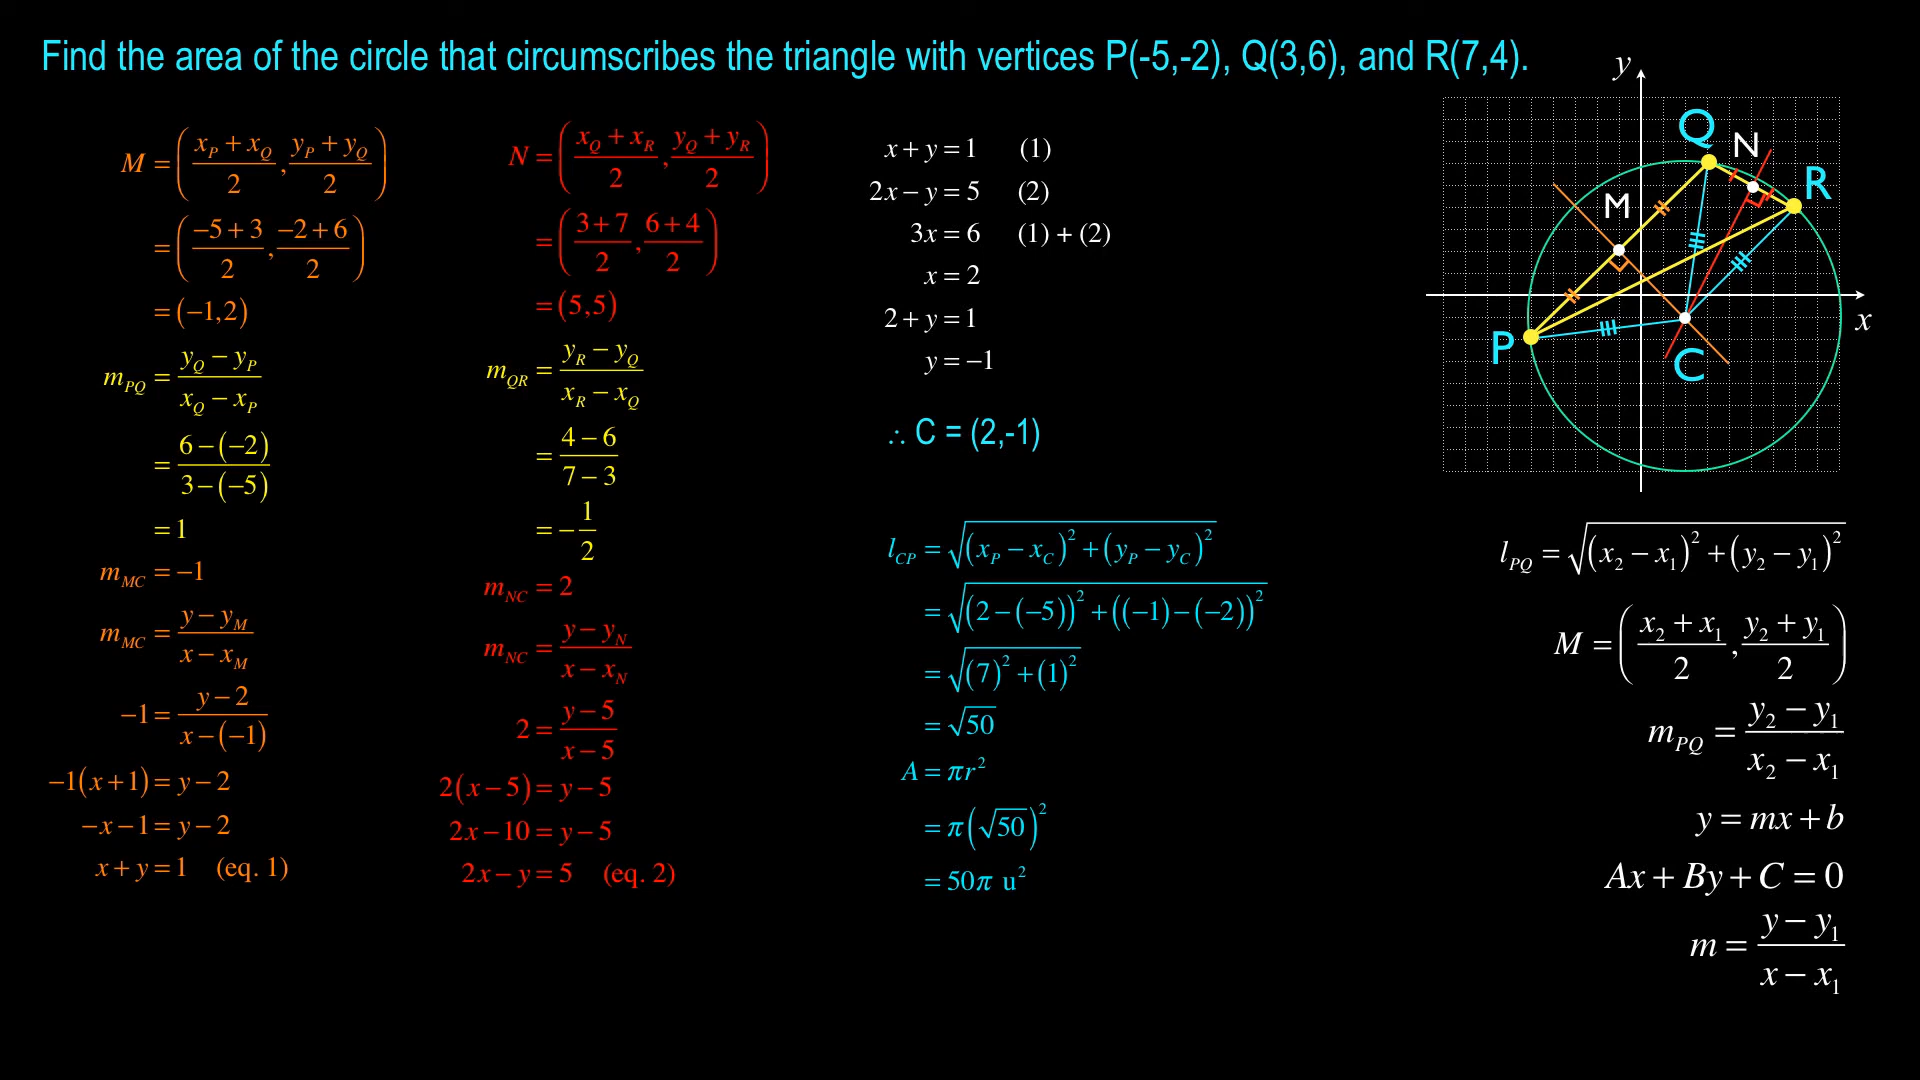 Find the area of the circle that circumscribes the triangle with vertices P(-5,-2), Q(3,6), and R(7,4).
M = ( (x_P + x_Q)/2 , (y_P + y_Q)/2 )
= ( (−5+3)/2 , (−2+6)/2 )
= (−1,2)
m_PQ = (y_Q − y_P)/(x_Q − x_P)
= (6−(−2))/(3−(−5))
= 1
m_MC = −1
m_MC = (y − y_M)/(x − x_M)
−1 = (y − 2)/(x − (−1))
−1(x+1) = y − 2
−x − 1 = y − 2
x + y = 1 (eq. 1)
N = ( (x_Q + x_R)/2 , (y_Q + y_R)/2 )
= ( (3+7)/2 , (6+4)/2 )
= (5,5)
m_QR = (y_R − y_Q)/(x_R − x_Q)
= (4 − 6)/(7 − 3)
= −1/2
m_NC = 2
m_NC = (y − y_N)/(x − x_N)
2 = (y − 5)/(x − 5)
2(x − 5) = y − 5
2x − 10 = y − 5
2x − y = 5 (eq. 2)
x + y = 1 (1)
2x − y = 5 (2)
3x = 6 (1) + (2)
x = 2
2 + y = 1
y = −1
∴ C = (2,-1)
l_CP = √((x_P − x_C)² + (y_P − y_C)²)
= √((2 − (−5))² + ((−1) − (−2))²)
= √((7)² + (1)²)
= √50
A = πr²
= π(√50)²
= 50π u²
y
Q
N
R
M
x
P
C
l_PQ = √((x₂ − x₁)² + (y₂ − y₁)²)
M = ( (x₂ + x₁)/2 , (y₂ + y₁)/2 )
m_PQ = (y₂ − y₁)/(x₂ − x₁)
y = mx + b
Ax + By + C = 0
m = (y − y₁)/(x − x₁)